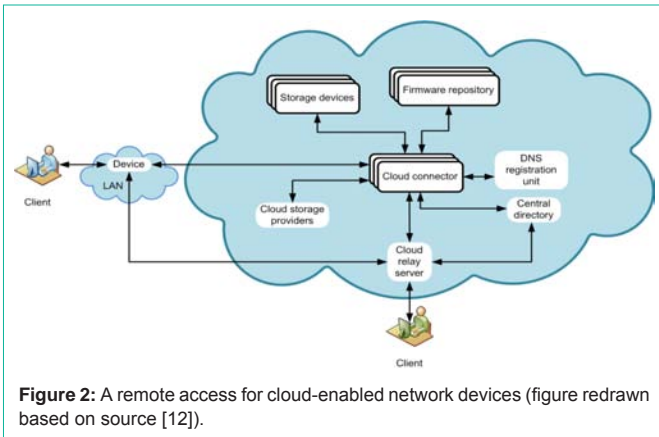 Storage devices
Firmware repository
Device
LAN
Client
Cloud connector
DNS
registration
unit
Cloud storage
providers
Central
directory
Cloud
relay
server
Client
Figure 2: A remote access for cloud-enabled network devices (figure redrawn
based on source [12]).